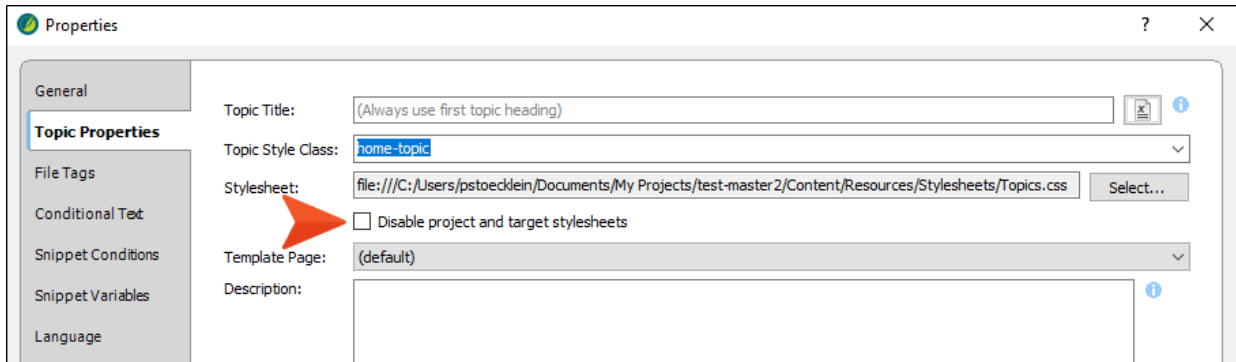 Properties
?
General
Topic Properties
File Tags
Conditional Text
Snippet Conditions
Snippet Variables
Language
Topic Title: (Always use first topic heading)
Topic Style Class: home-topic
Stylesheet: file:///C:/Users/pstoecklein/Documents/My Projects/test-master2/Content/Resources/Stylesheets/Topics.css Select...
Disable project and target stylesheets
Template Page: (default)
Description: